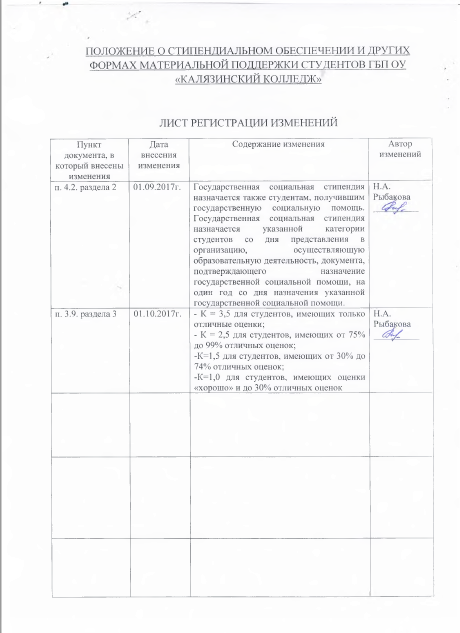 ПОЛОЖЕНИЕ О СТИПЕНДИАЛЬНОМ ОБЕСПЕЧЕНИИ И ДРУГИХ
ФОРМАХ МАТЕРИАЛЬНОЙ ПОДДЕРЖКИ СТУДЕНТОВ ГБП ОУ
«КАЛЯЗИНСКИЙ КОЛЛЕДЖ»
ЛИСТ РЕГИСТРАЦИИ ИЗМЕНЕНИЙ
Пункт
документа, в
который внесены
изменения
Дата
внесения
изменения
Содержание изменения
Автор
изменений
п. 4.2. раздела 2
01.09.2017г.
Государственная социальная стипендия
назначается также студентам, получившим
государственную социальную помощь.
Государственная социальная стипендия
назначается указанной категории
студентов со дня представления в
организацию, осуществляющую
образовательную деятельность, документа,
подтверждающего назначение
государственной социальной помощи, на
один год со дня назначения указанной
государственной социальной помощи.
Н.А.
Рыбакова
п. 3.9. раздела 3
01.10.2017г.
- К = 3,5 для студентов, имеющих только
отличные оценки;
- К = 2,5 для студентов, имеющих от 75%
до 99% отличных оценок;
-К=1,5 для студентов, имеющих от 30% до
74% отличных оценок;
-К=1,0 для студентов, имеющих оценки
«хорошо» и до 30% отличных оценок
Н.А.
Рыбакова